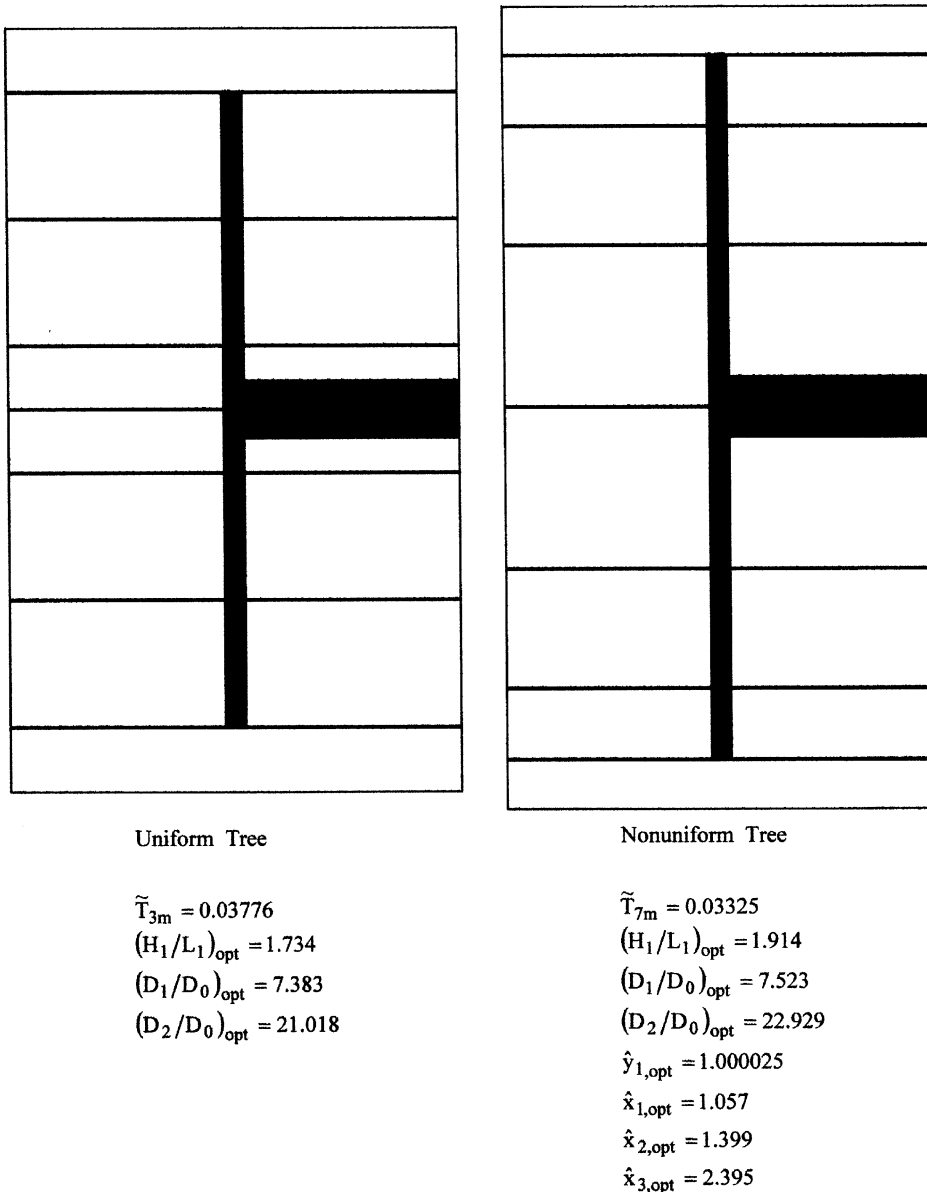 Uniform Tree
T̃3m = 0.03776
(H1/L1)opt = 1.734
(D1/D0)opt = 7.383
(D2/D0)opt = 21.018
Nonuniform Tree
T̃7m = 0.03325
(H1/L1)opt = 1.914
(D1/D0)opt = 7.523
(D2/D0)opt = 22.929
ŷ1,opt = 1.000025
x̂1,opt = 1.057
x̂2,opt = 1.399
x̂3,opt = 2.395